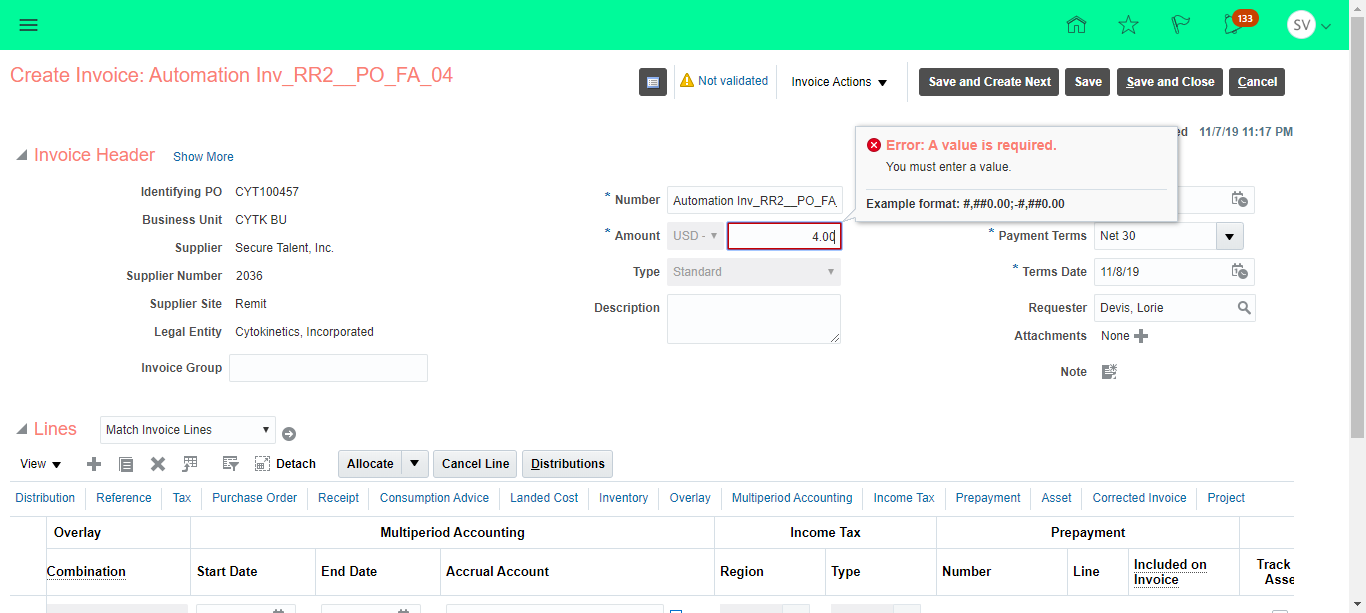 133
SV
Create Invoice: Automation Inv_RR2__PO_FA_04
Not validated
Invoice Actions
Save and Create Next
Save
Save and Close
Cancel
11/7/19 11:17 PM
Error: A value is required.
You must enter a value.
Example format: #,##0.00;-#,##0.00
Invoice Header
Show More
Identifying PO CYT100457
Business Unit CYTK BU
Supplier Secure Talent, Inc.
Supplier Number 2036
Supplier Site Remit
Legal Entity Cytokinetics, Incorporated
Invoice Group
* Number Automation Inv_RR2__PO_FA_
* Amount USD - 4.00
Type Standard
Description
* Payment Terms Net 30
* Terms Date 11/8/19
Requester Devis, Lorie
Attachments None
Note
Lines
Match Invoice Lines
View
Detach
Allocate
Cancel Line
Distributions
Distribution Reference Tax Purchase Order Receipt Consumption Advice Landed Cost Inventory Overlay Multiperiod Accounting Income Tax Prepayment Asset Corrected Invoice Project
Overlay Multiperiod Accounting Income Tax Prepayment
Combination Start Date End Date Accrual Account Region Type Number Line Included on Invoice Track Asse